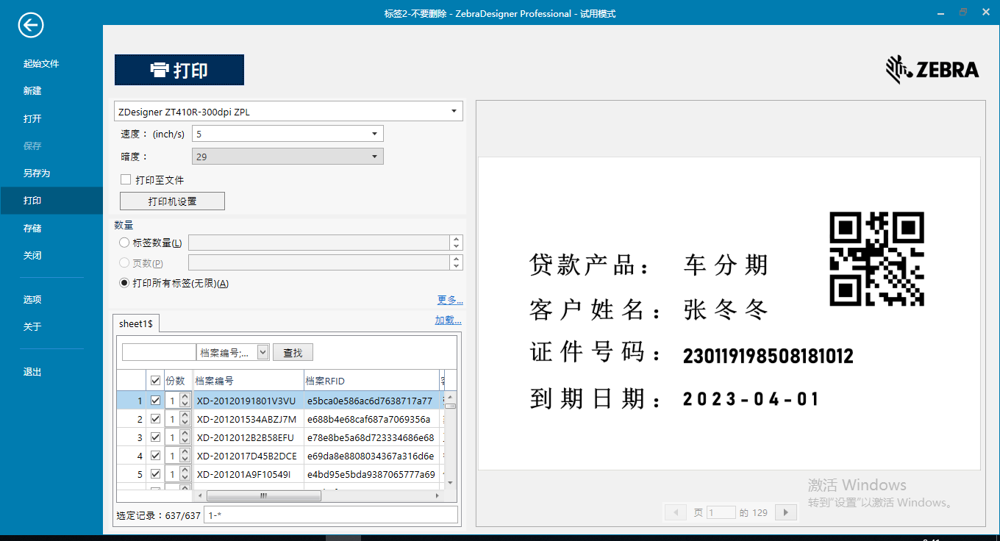 标签2-不要删除 - ZebraDesigner Professional - 试用模式
起始文件
新建
打开
保存
另存为
打印
存储
关闭
选项
关于
退出
打印
ZEBRA
ZDesigner ZT410R-300dpi ZPL
速度： (inch/s) 5
暗度： 29
打印至文件
打印机设置
数量
标签数量(L)
页数(P)
打印所有标签(无限)(A)
更多...
sheet1$
加载...
档案编号;...
查找
份数 档案编号 档案RFID
1 1 XD-20120191801V3VU e5bca0e586ac6d7638717a77
2 1 XD-201201534ABZJ7M e688b4e68caf687a7069356a
3 1 XD-2012012B2B58EFU e78e8be5a68d723334686e68
4 1 XD-2012017D45B2DCE e69da8e8808034367a316d6e
5 1 XD-201201A9F10549I e4bd95e5bda9387065777a69
选定记录：637/637 1-*
贷款产品： 车分期
客户姓名： 张冬冬
证件号码： 230119198508181012
到期日期： 2023-04-01
激活 Windows
转到"设置"以激活 Windows。
页 1 的 129